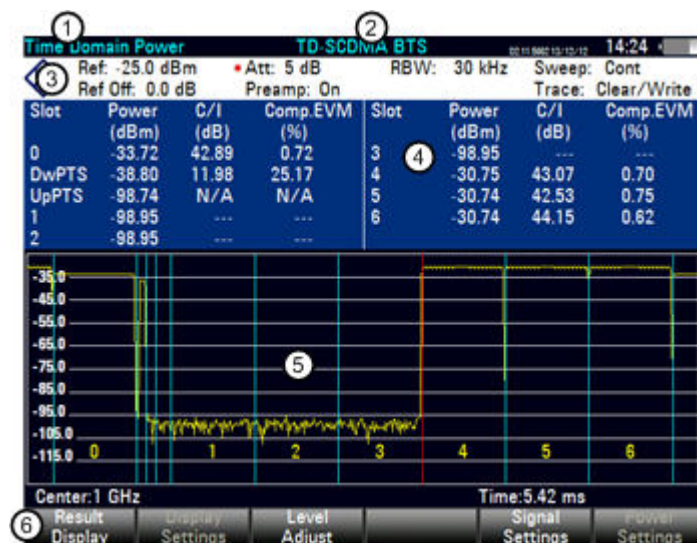 1 2
Time Domain Power TD-SCDMA BTS 14:24
3 Ref: -25.0 dBm • Att: 5 dB RBW: 30 kHz Sweep: Cont
Ref Off: 0.0 dB Preamp: On Trace: Clear/Write
Slot Power C/I Comp.EVM Slot Power C/I Comp.EVM
(dBm) (dB) (%) (dBm) (dB) (%)
0 -33.72 42.89 0.72 3 4 -98.95 --- ---
DwPTS -38.80 11.98 25.17 4 -30.75 43.07 0.70
UpPTS -98.74 N/A N/A 5 -30.74 42.53 0.75
1 -98.95 --- --- 6 -30.74 44.15 0.62
2 -98.95 --- ---
-35.0
-45.0
-55.0
-65.0
-75.0 5
-85.0
-95.0
-105.0
-115.0 0 1 2 3 4 5 6
Center:1 GHz Time:5.42 ms
6 Result Display Level Signal Power
Display Settings Adjust Settings Settings